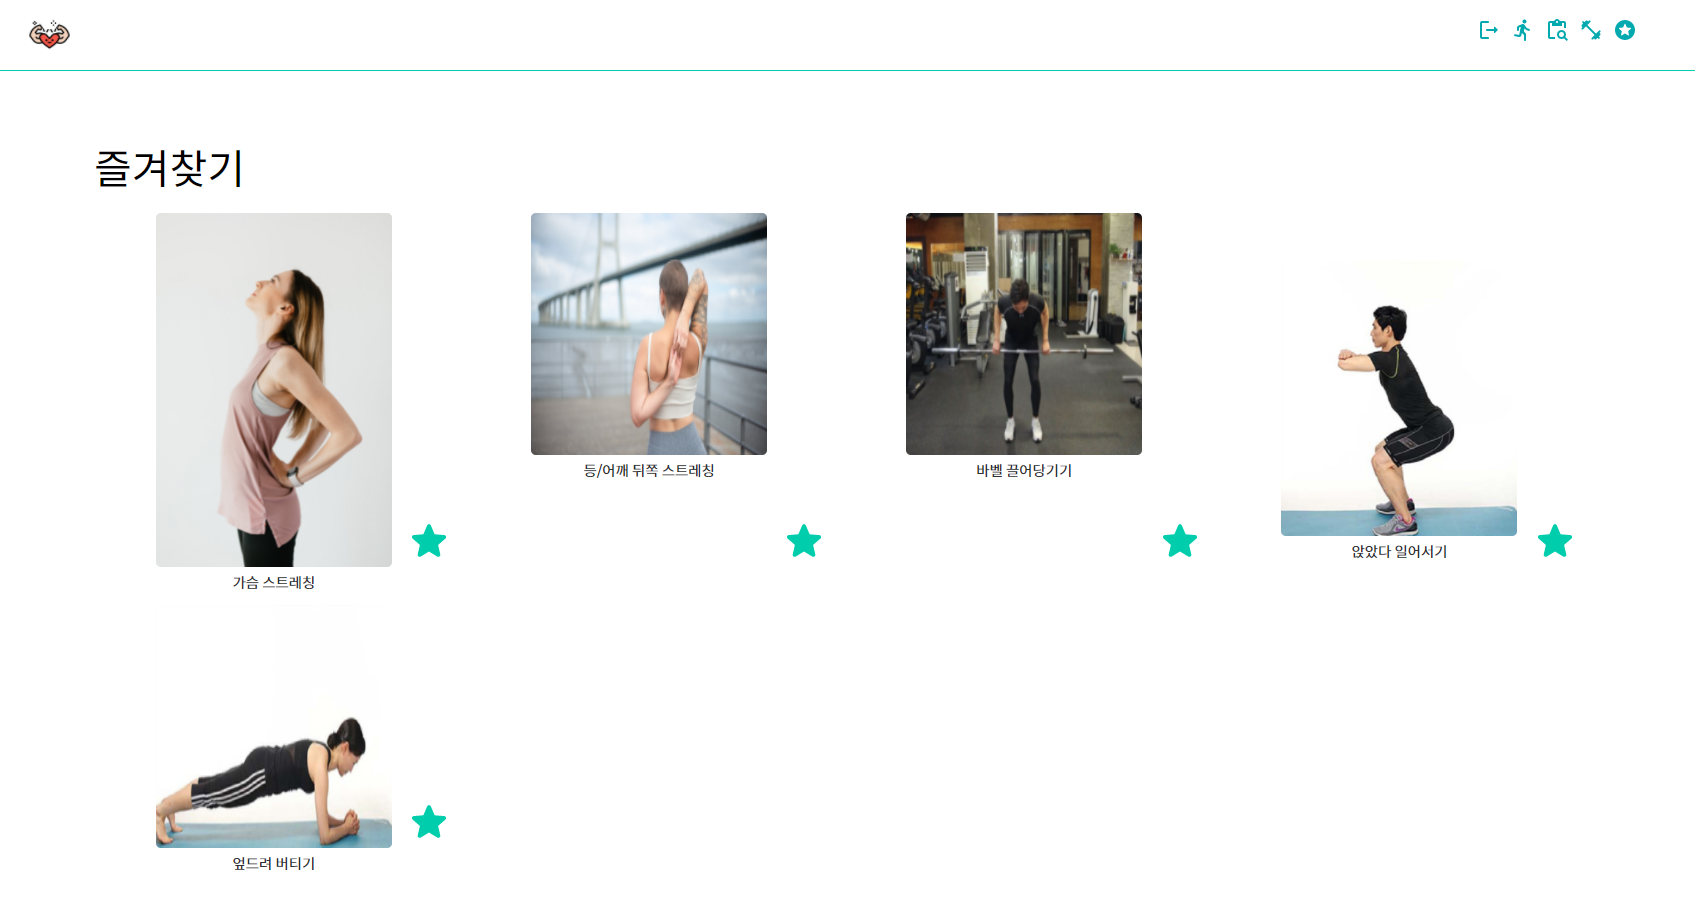 즐겨찾기
가슴 스트레칭
등/어깨 뒤쪽 스트레칭
바벨 끌어당기기
앉았다 일어서기
엎드려 버티기